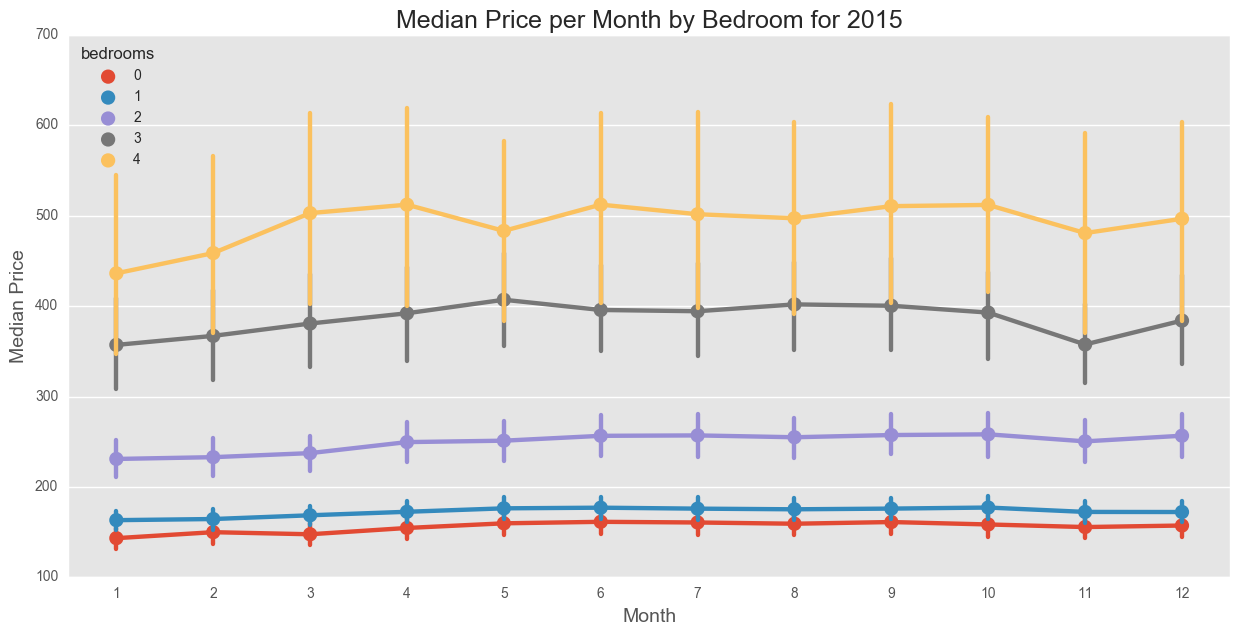 Median Price per Month by Bedroom for 2015
700
600
500
400
300
200
100
Median Price
bedrooms
0
1
2
3
4
1 2 3 4 5 6 7 8 9 10 11 12
Month